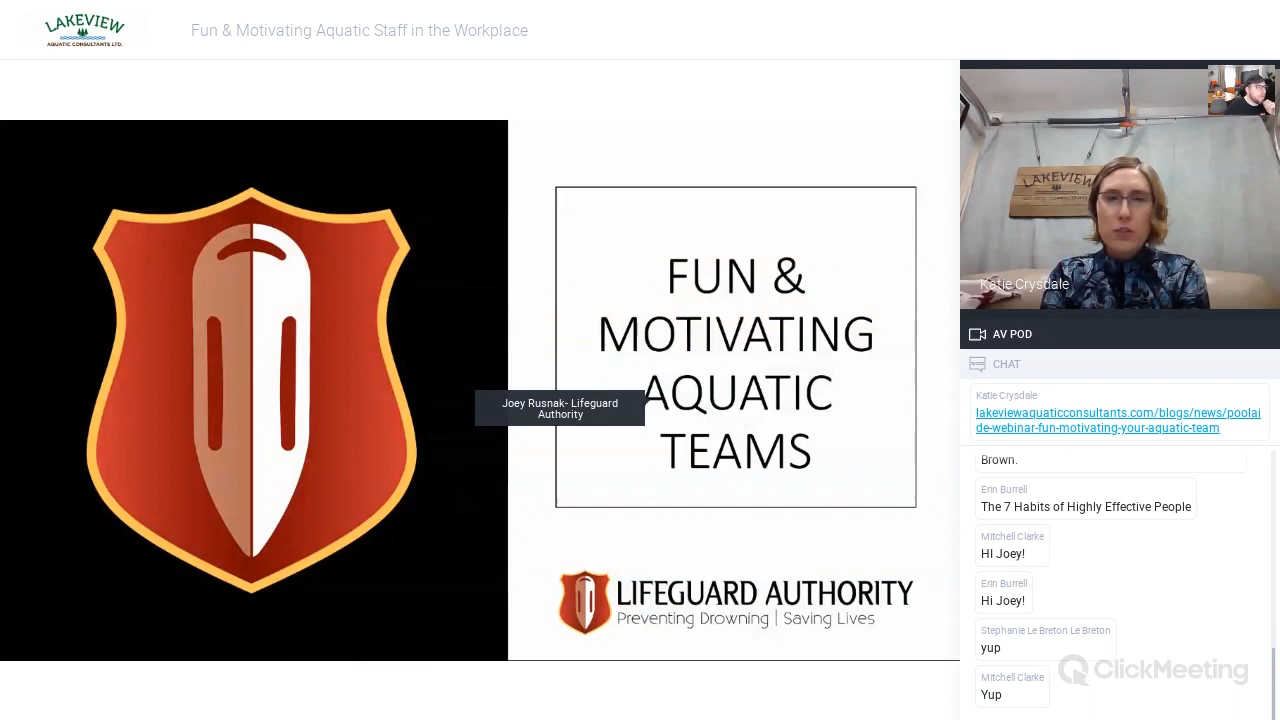 LAKEVIEW
AQUATIC CONSULTANTS LTD.
Fun & Motivating Aquatic Staff in the Workplace
FUN &
MOTIVATING
AQUATIC
TEAMS
Joey Rusnak- Lifeguard
Authority
LIFEGUARD AUTHORITY
Preventing Drowning | Saving Lives
LAKEVIEW
AQUATIC CONSULTANTS
Katie Crysdale
AV POD
CHAT
Katie Crysdale
lakeviewaquaticconsultants.com/blogs/news/poolai
de-webinar-fun-motivating-your-aquatic-team
Brown.
Erin Burrell
The 7 Habits of Highly Effective People
Mitchell Clarke
HI Joey!
Erin Burrell
Hi Joey!
Stephanie Le Breton Le Breton
yup
Mitchell Clarke
Yup
ClickMeeting